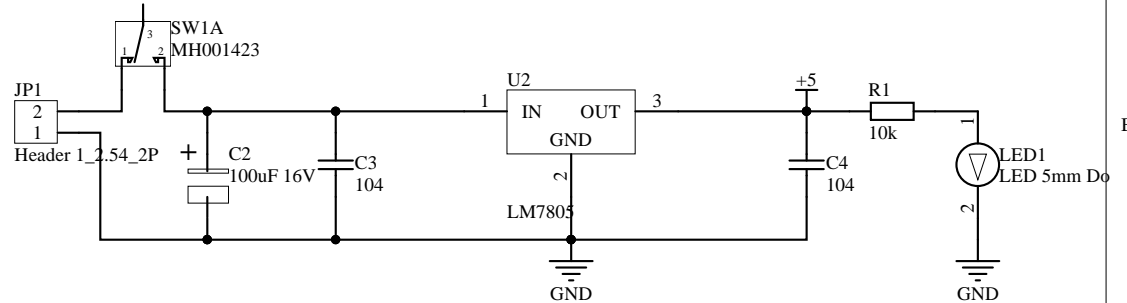 SW1A
MH001423
3
1 2
JP1
2
1
Header 1_2.54_2P
C2
100uF 16V
C3
104
U2
1
IN OUT
GND
3
2
LM7805
GND
+5
C4
104
R1
10k
1
LED1
LED 5mm Do
2
GND